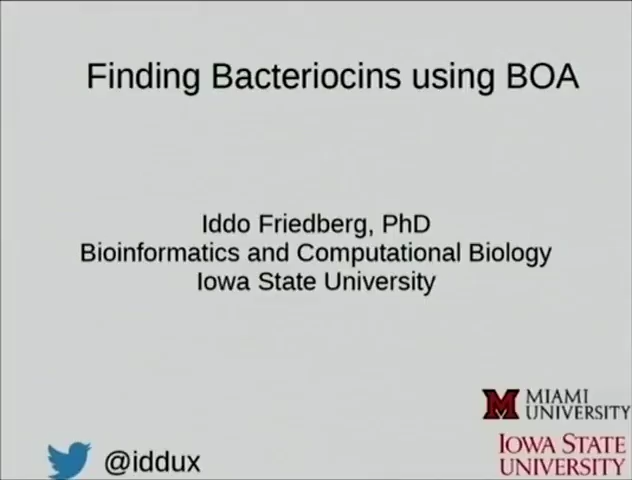 Finding Bacteriocins using BOA
Iddo Friedberg, PhD
Bioinformatics and Computational Biology
Iowa State University
M MIAMI
UNIVERSITY
IOWA STATE
UNIVERSITY
@iddux